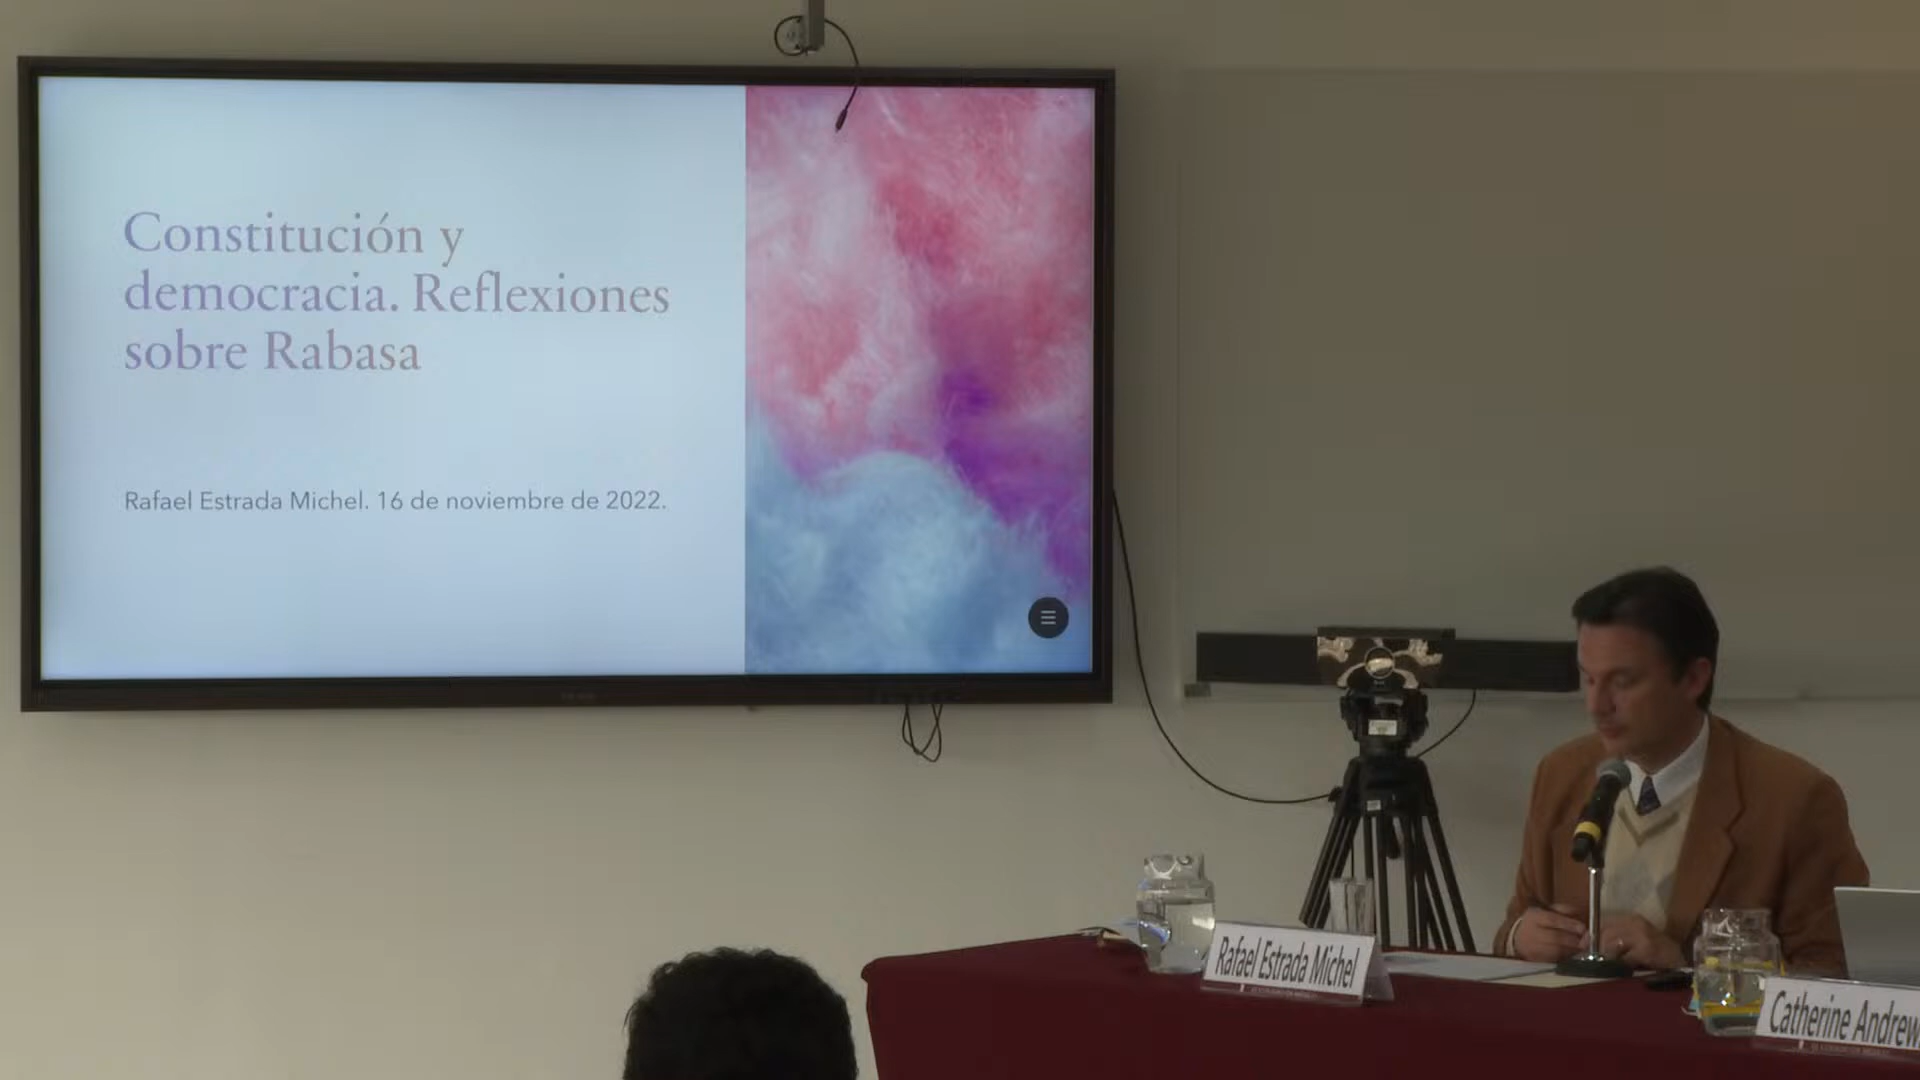 Constitución y
democracia. Reflexiones
sobre Rabasa
Rafael Estrada Michel. 16 de noviembre de 2022.
Rafael Estrada Michel
Catherine Andrew